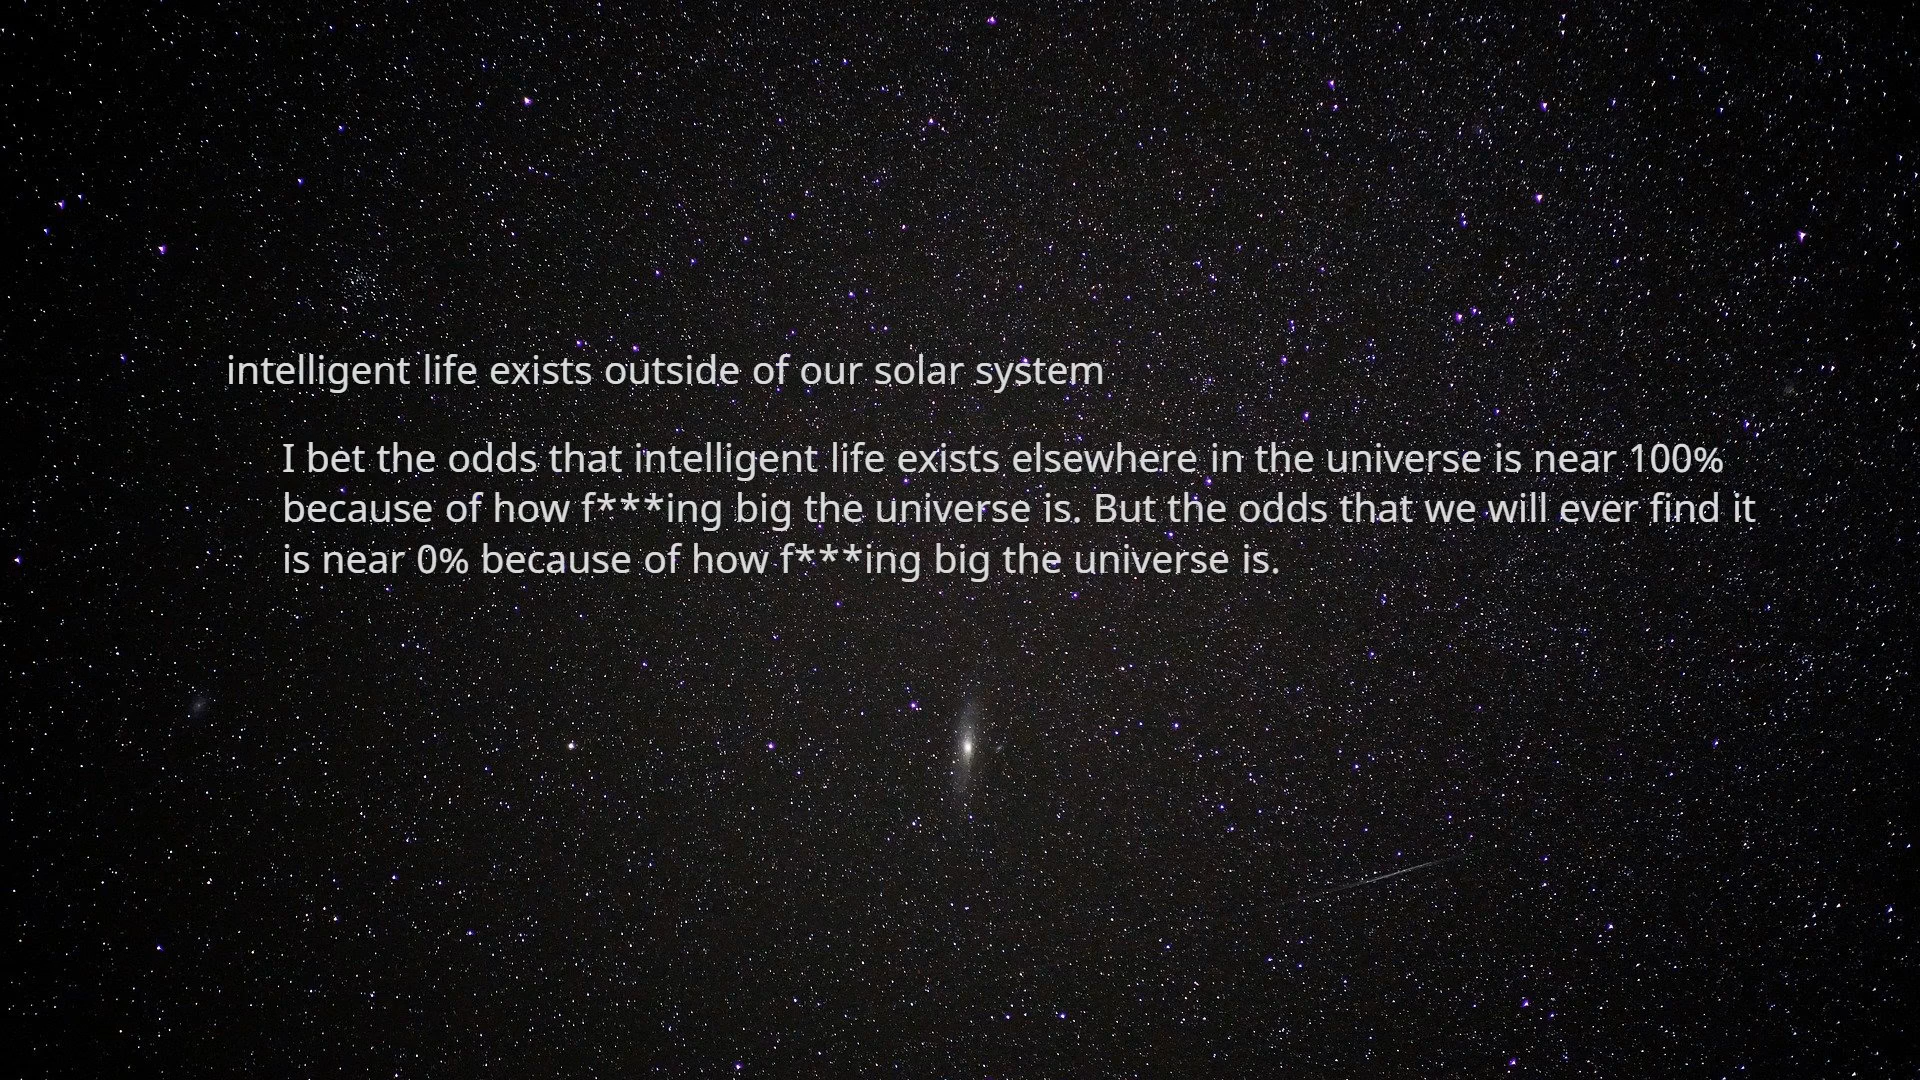 intelligent life exists outside of our solar system
I bet the odds that intelligent life exists elsewhere in the universe is near 100%
because of how f***ing big the universe is. But the odds that we will ever find it
is near 0% because of how f***ing big the universe is.